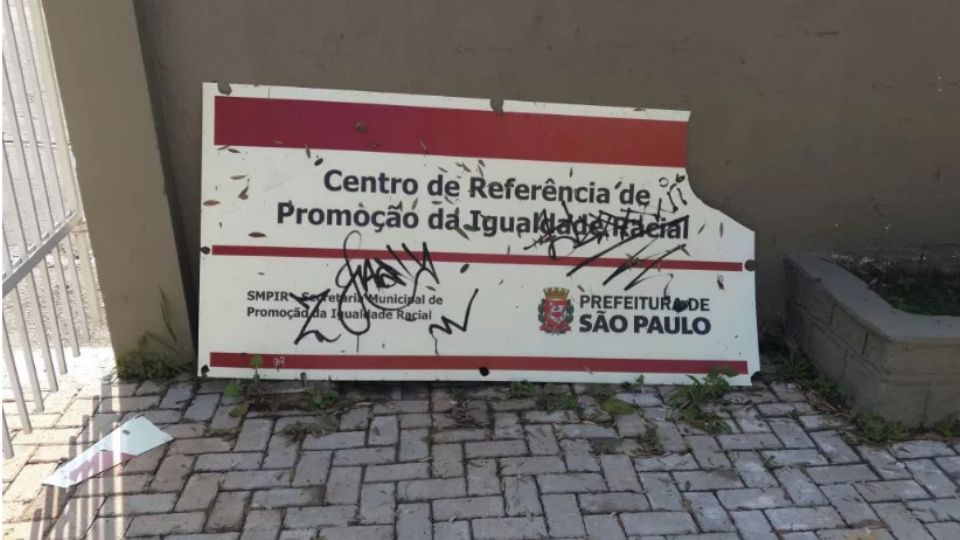 Centro de Referência de
Promoção da Igualdade Racial
SMPIR - Secretaria Municipal de
Promoção da Igualdade Racial
PREFEITURA DE
SÃO PAULO